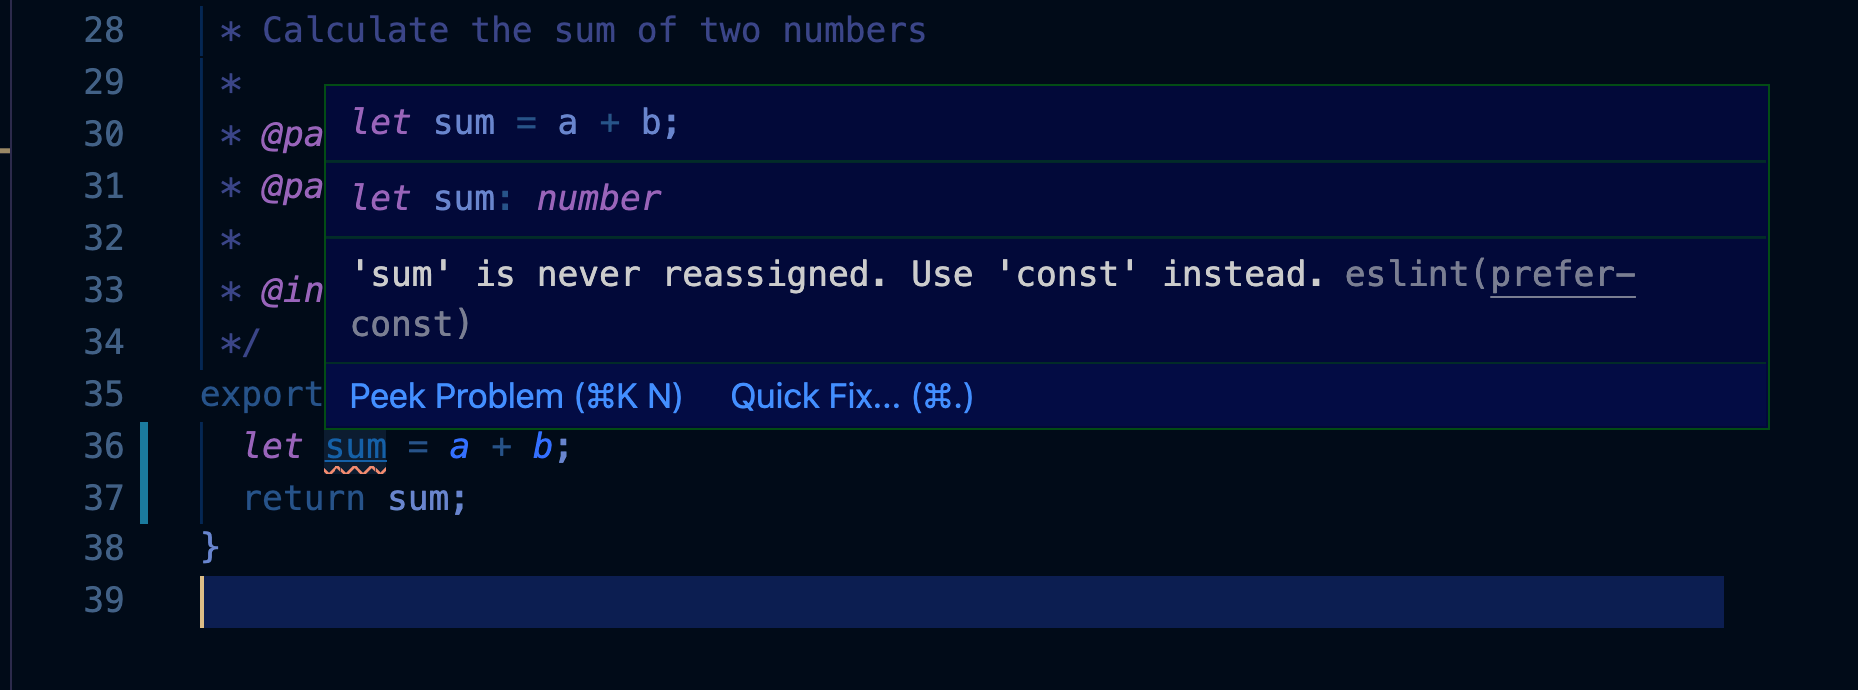 28 * Calculate the sum of two numbers
29 *
let sum = a + b;
30 * @pa
31 * @pa
let sum: number
32 *
'sum' is never reassigned. Use 'const' instead. eslint(prefer-
33 * @in
const)
34 */
35 export
Peek Problem (⌘K N) Quick Fix... (⌘.)
36 let sum = a + b;
37 return sum;
38 }
39